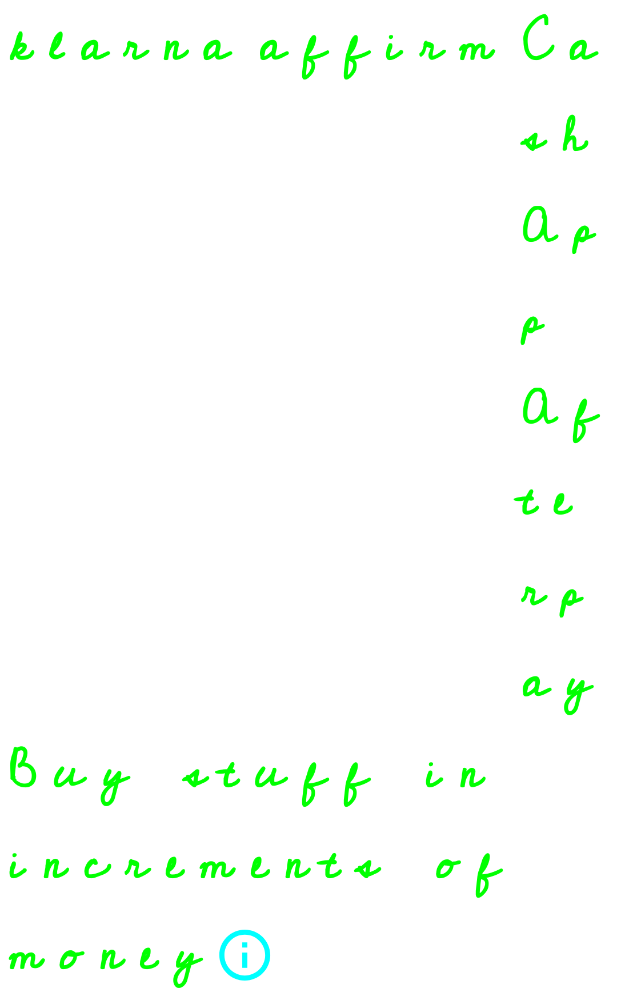 klarna affirm Ca
sh
Ap
p
Af
te
rp
ay
Buy stuff in
increments of
money